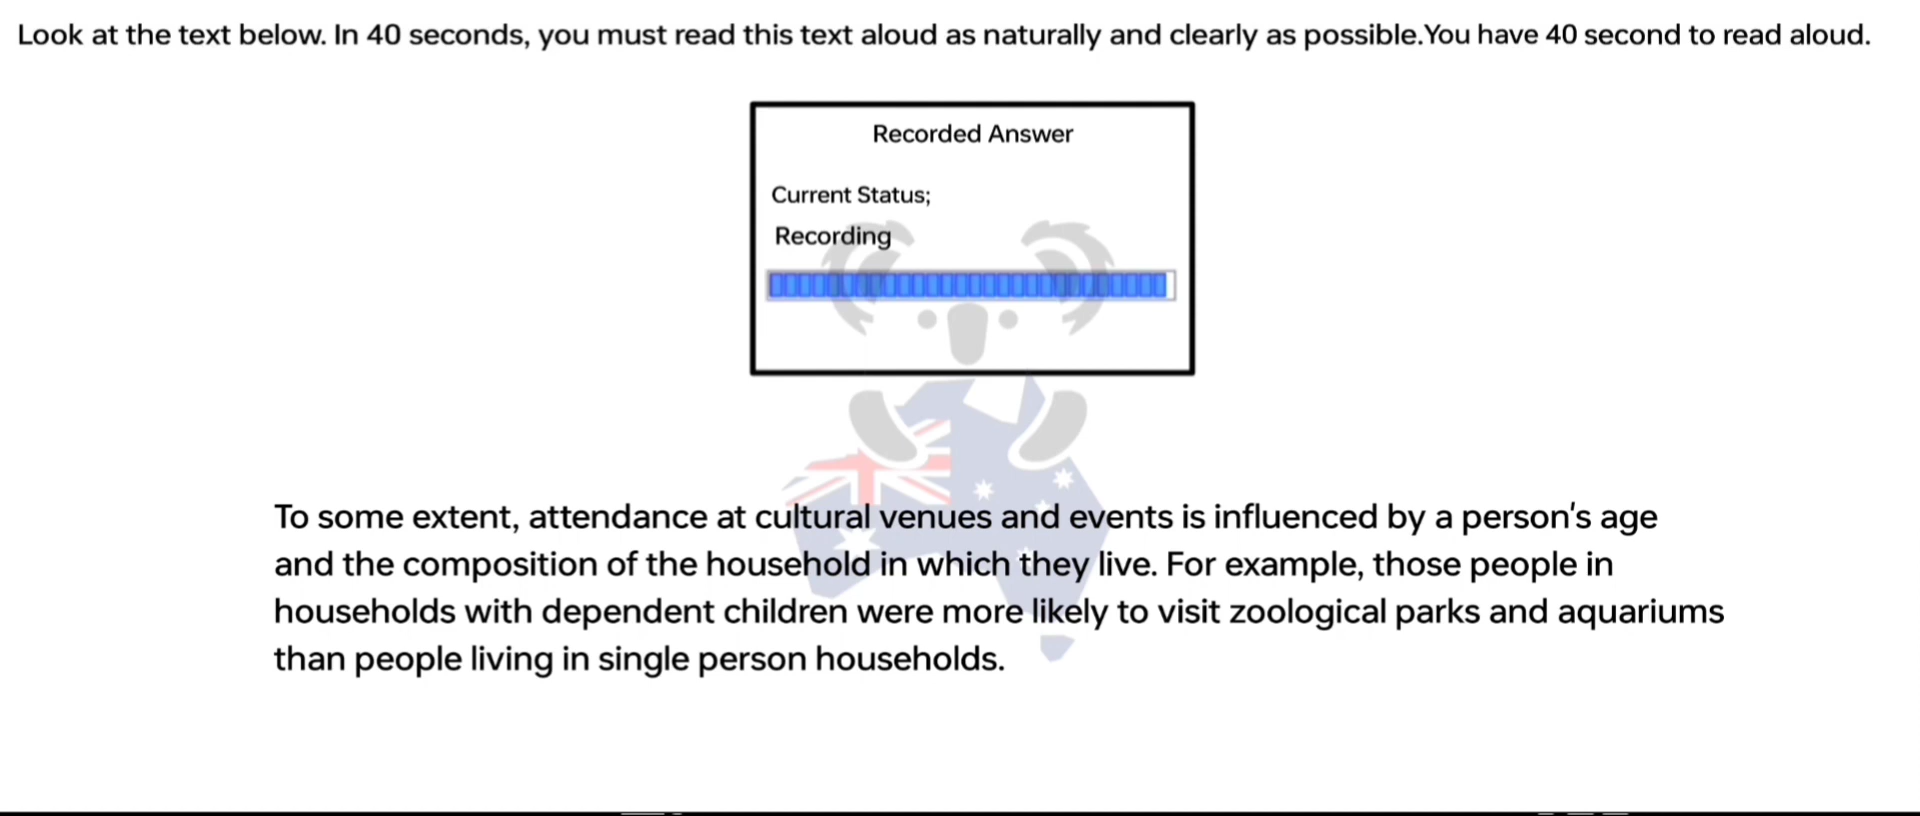 Look at the text below. In 40 seconds, you must read this text aloud as naturally and clearly as possible.You have 40 second to read aloud.
Recorded Answer
Current Status;
Recording
To some extent, attendance at cultural venues and events is influenced by a person's age
and the composition of the household in which they live. For example, those people in
households with dependent children were more likely to visit zoological parks and aquariums
than people living in single person households.